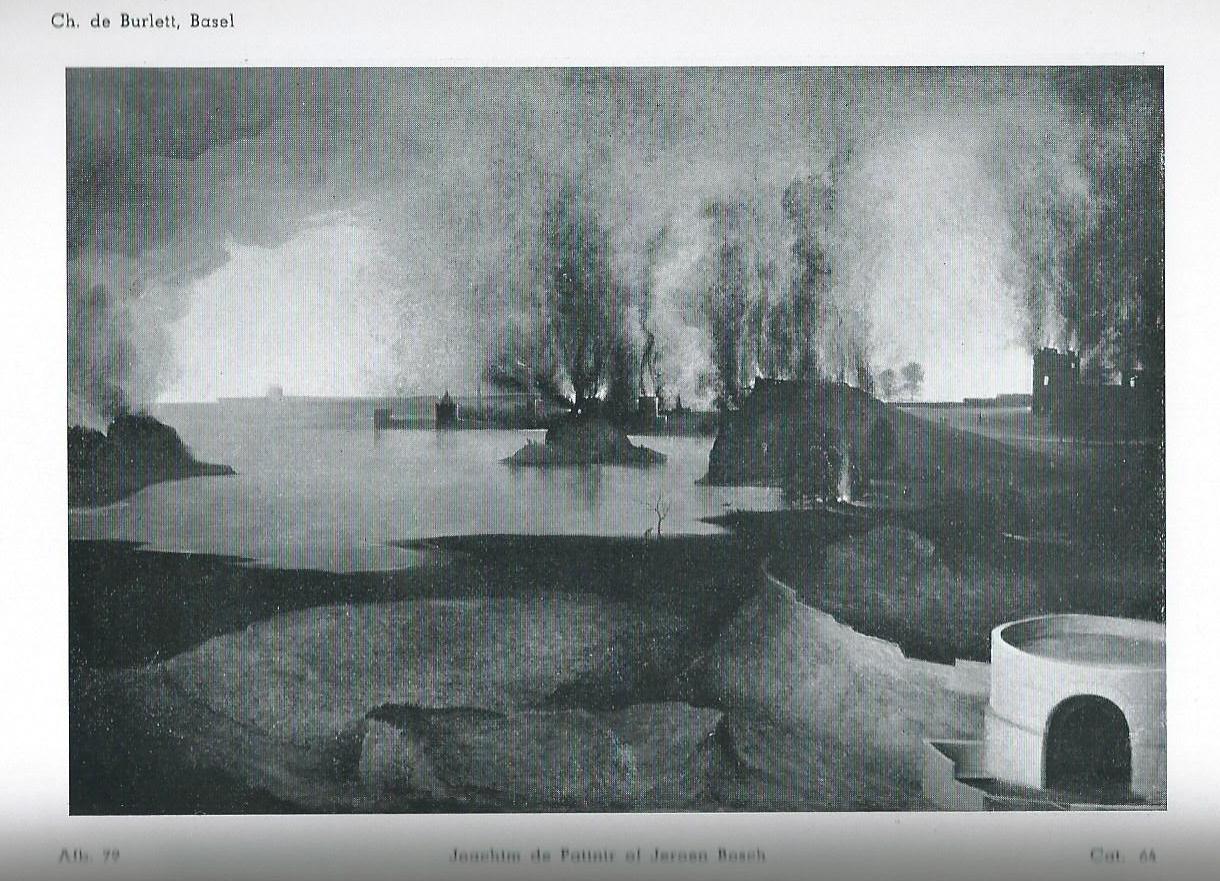 Ch. de Burlett, Basel
Afb. 79
Joachim de Patinir of Jeroen Bosch
Cat. 64